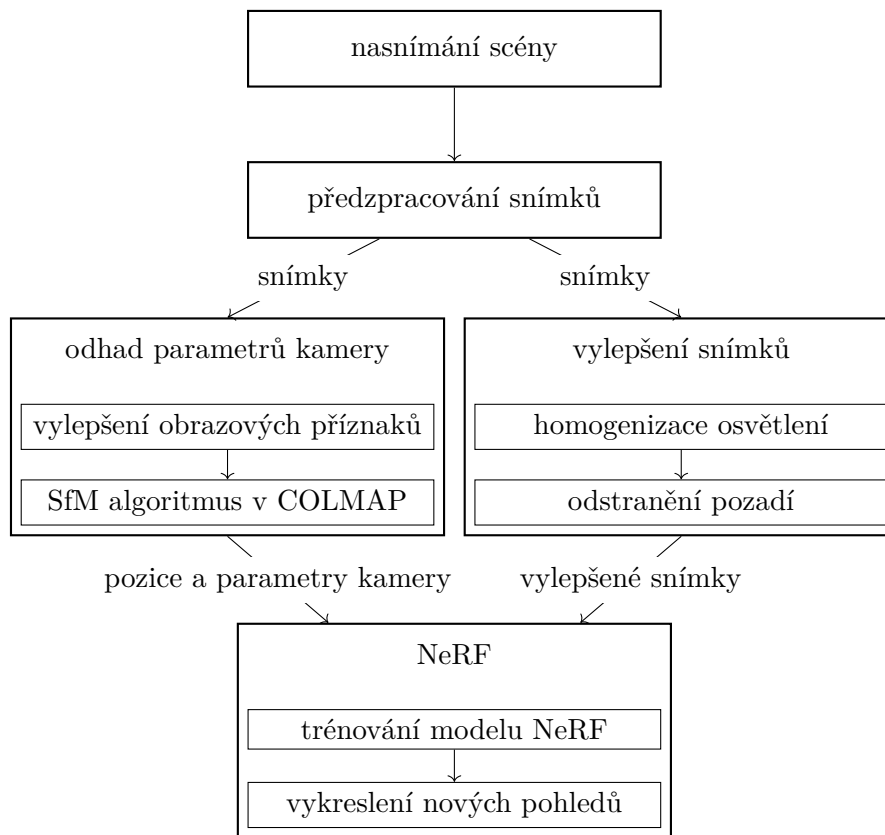 nasnímání scény
předzpracování snímků
snímky
snímky
odhad parametrů kamery
vylepšení obrazových příznaků
SfM algoritmus v COLMAP
vylepšení snímků
homogenizace osvětlení
odstranění pozadí
pozice a parametry kamery
vylepšené snímky
NeRF
trénování modelu NeRF
vykreslení nových pohledů